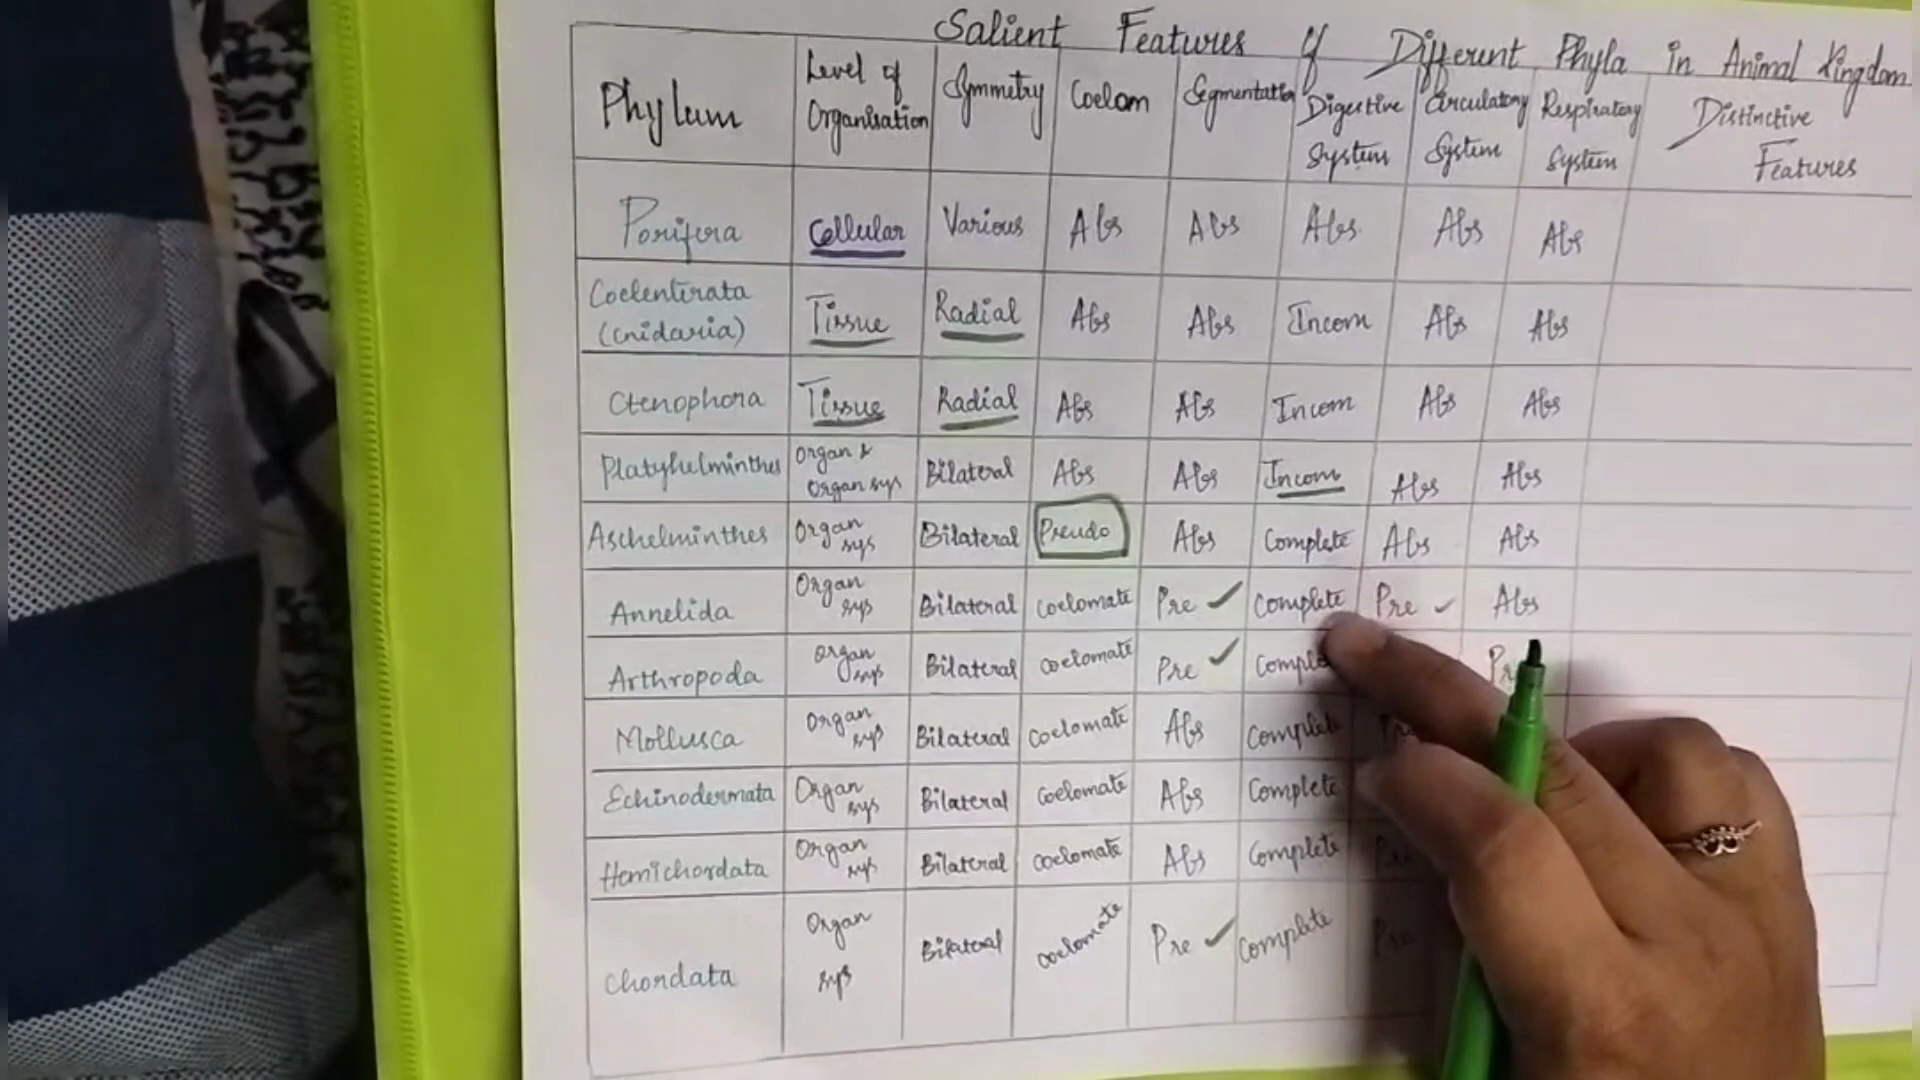 Salient Features of Different Phyla in Animal Kingdom
Phylum Level of Organisation Symmetry Coelom Segmentation Digestive System Circulatory System Respiratory System Distinctive Features
Porifera Cellular Various Abs Abs Abs Abs Abs
Coelenterata (Cnidaria) Tissue Radial Abs Abs Incom Abs Abs
Ctenophora Tissue Radial Abs Abs Incom Abs Abs
Platyhelminthes Organ & Organ sys Bilateral Abs Abs Incom Abs Abs
Aschelminthes Organ sys Bilateral Pseudo Abs Complete Abs Abs
Annelida Organ sys Bilateral Coelomate Pre ✓ Complete Pre ✓ Abs
Arthropoda Organ sys Bilateral Coelomate Pre ✓
Mollusca Organ sys Bilateral Coelomate Abs Complete
Echinodermata Organ sys Bilateral Coelomate Abs Complete
Hemichordata Organ sys Bilateral Coelomate Abs Complete Pre
Chordata Organ sys Bilateral Coelomate Pre ✓ Complete Pre